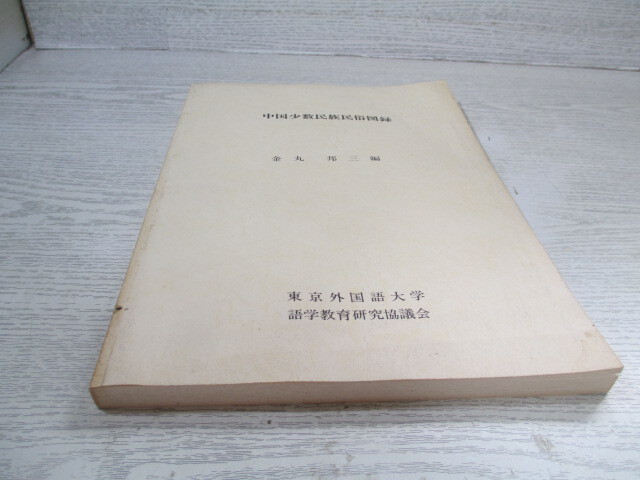 中国少数民族民俗図録
金丸 邦三編
東京外国語大学
語学教育研究協議会